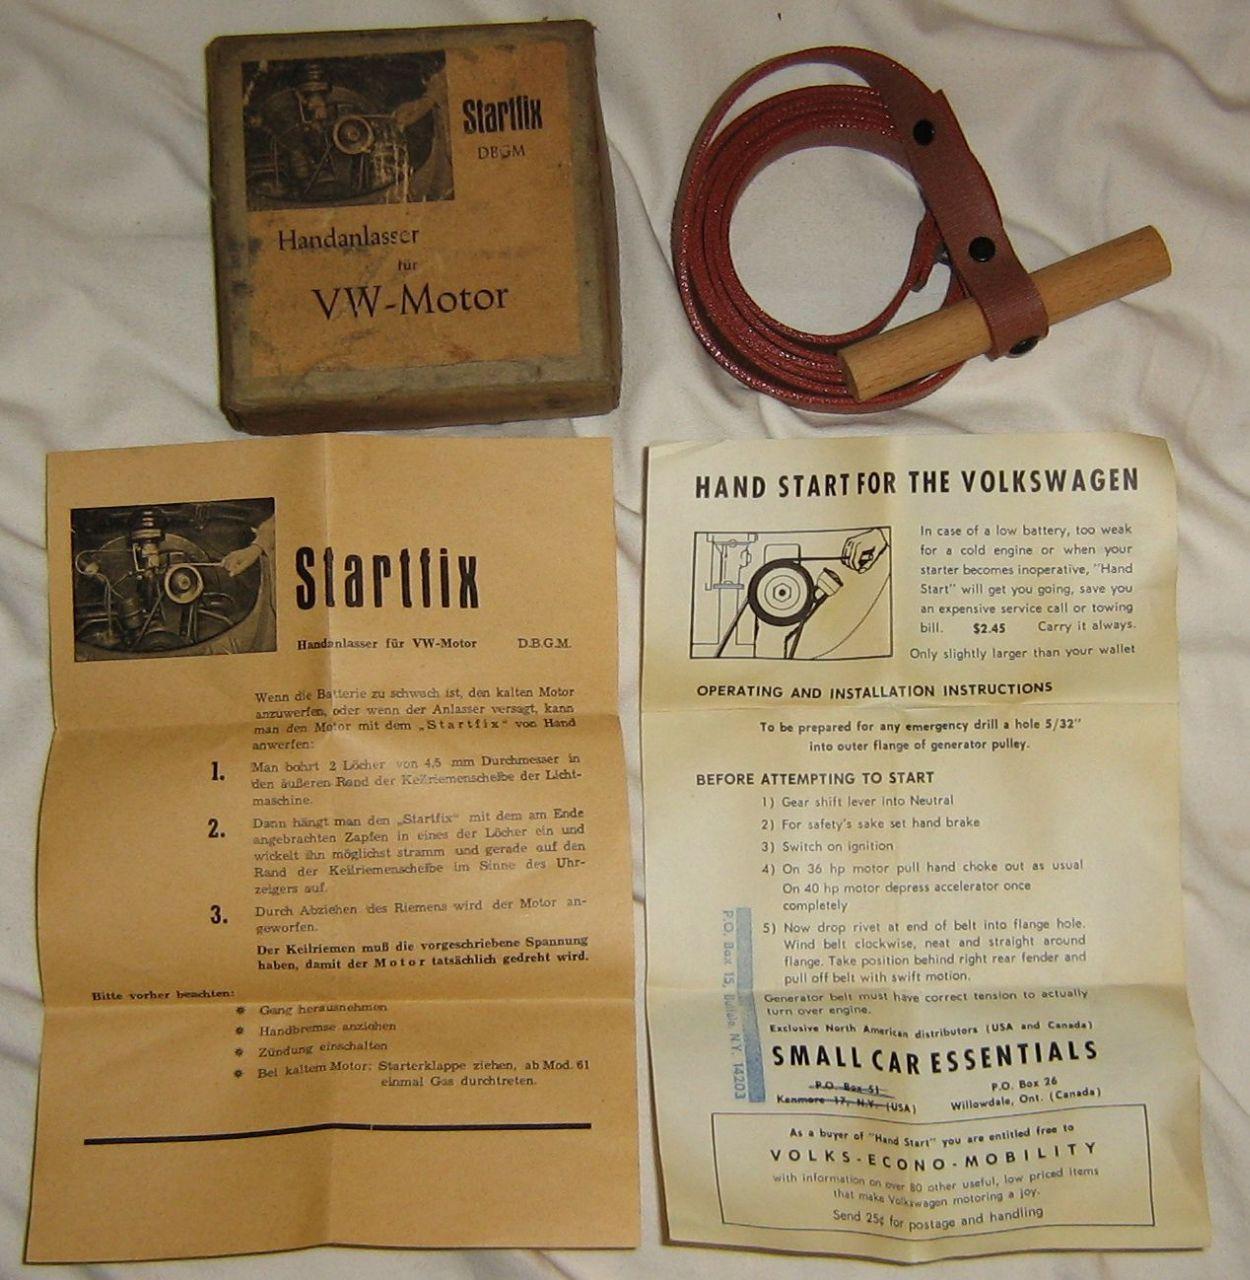 Startfix
DBGM
Handanlasser
für
VW-Motor
Startfix
Handanlasser für VW-Motor D.B.G.M.
Wenn die Batterie zu schwach ist, den kalten Motor
anzuwerfen, oder wenn der Anlasser versagt, kann
man den Motor mit dem „Startfix“ von Hand
anwerfen:
1. Man bohrt 2 Löcher von 4,5 mm Durchmesser in
den äußeren Rand der Keilriemenscheibe der Licht-
maschine.
2. Dann hängt man den „Startfix“ mit dem am Ende
angebrachten Zapfen in eines der Löcher ein und
wickelt ihn möglichst stramm und gerade auf den
Rand der Keilriemenscheibe im Sinne des Uhr-
zeigers auf.
3. Durch Abziehen des Riemens wird der Motor an-
geworfen.
Der Keilriemen muß die vorgeschriebene Spannung
haben, damit der Motor tatsächlich gedreht wird.
Bitte vorher beachten:
* Gang herausnehmen
* Handbremse anziehen
* Zündung einschalten
* Bei kaltem Motor: Starterklappe ziehen, ab Mod. 61
einmal Gas durchtreten.
HAND START FOR THE VOLKSWAGEN
In case of a low battery, too weak
for a cold engine or when your
starter becomes inoperative, "Hand
Start" will get you going, save you
an expensive service call or towing
bill. $2.45 Carry it always.
Only slightly larger than your wallet
OPERATING AND INSTALLATION INSTRUCTIONS
To be prepared for any emergency drill a hole 5/32"
into outer flange of generator pulley.
BEFORE ATTEMPTING TO START
1) Gear shift lever into Neutral
2) For safety's sake set hand brake
3) Switch on ignition
4) On 36 hp motor pull hand choke out as usual
On 40 hp motor depress accelerator once
completely
5) Now drop rivet at end of belt into flange hole.
Wind belt clockwise, neat and straight around
flange. Take position behind right rear fender and
pull off belt with swift motion.
Generator belt must have correct tension to actually
turn over engine.
Exclusive North American distributors (USA and Canada)
SMALL CAR ESSENTIALS
P.O. Box 51
Kenmore 17, N.Y. (USA)
P.O. Box 26
Willowdale, Ont. (Canada)
P.O. Box 15, Buffalo, N.Y. 14203
As a buyer of "Hand Start" you are entitled free to
VOLKS-ECONO-MOBILITY
with information on over 80 other useful, low priced items
that make Volkswagen motoring a joy.
Send 25¢ for postage and handling